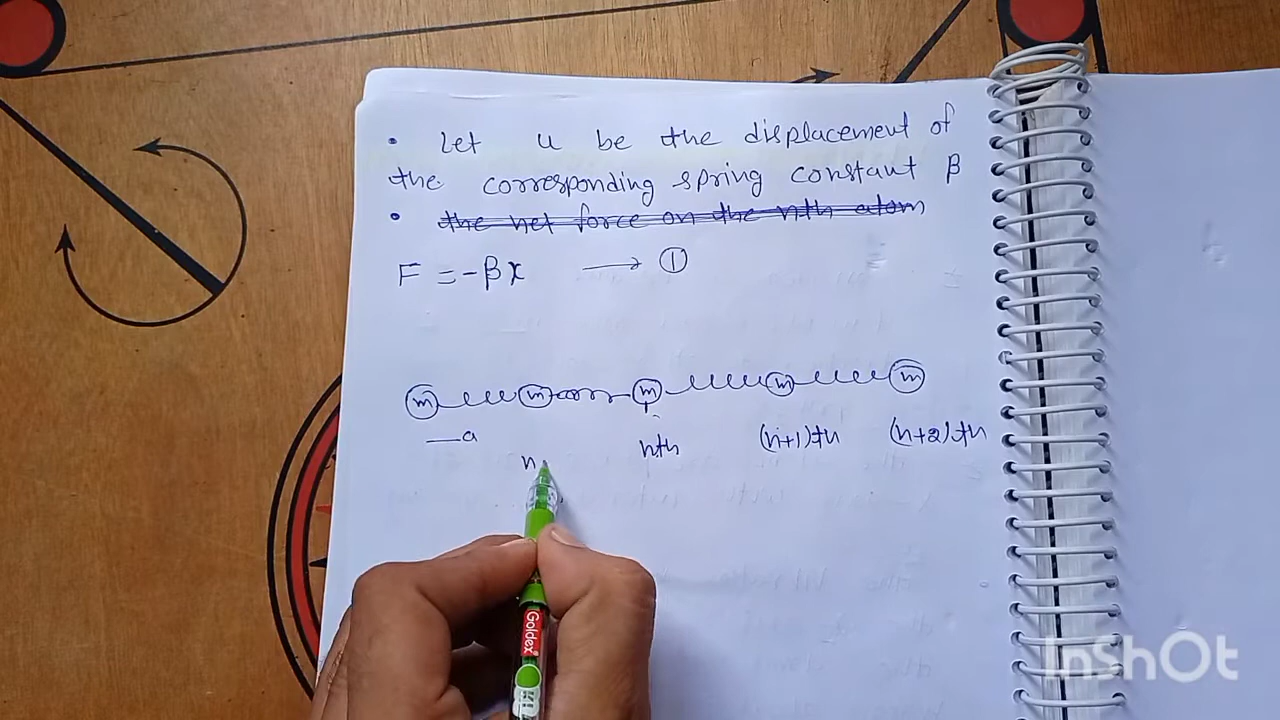 • Let u be the displacement of
the corresponding spring constant β
• the net force on the nth atom
F = -βx → ①
m m m m m
a nth (n+1)th (n+2)th
n
Goldex
InShOt